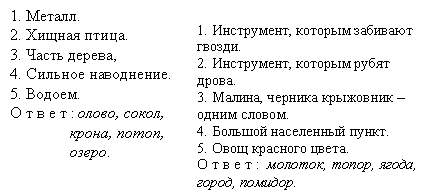 1. Металл.
2. Хищная птица.
3. Часть дерева,
4. Сильное наводнение.
5. Водоем.
О т в е т : олово, сокол,
крона, потоп,
озеро.
1. Инструмент, которым забивают
гвозди.
2. Инструмент, которым рубят
дрова.
3. Малина, черника крыжовник –
одним словом.
4. Большой населенный пункт.
5. Овощ красного цвета.
О т в е т : молоток, топор, ягода,
город, помидор.